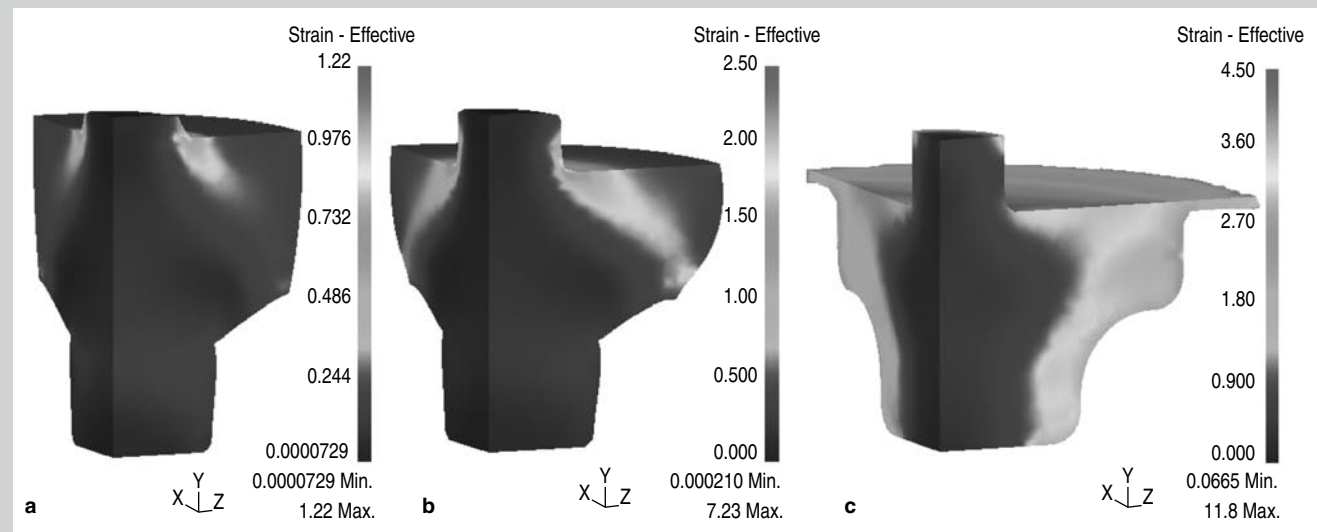 Strain - Effective
1.22
0.976
0.732
0.486
0.244
0.0000729
0.0000729 Min.
1.22 Max.
X Y Z
a
Strain - Effective
2.50
2.00
1.50
1.00
0.500
0.000
0.000210 Min.
7.23 Max.
X Y Z
b
Strain - Effective
4.50
3.60
2.70
1.80
0.900
0.000
0.0665 Min.
11.8 Max.
X Y Z
c